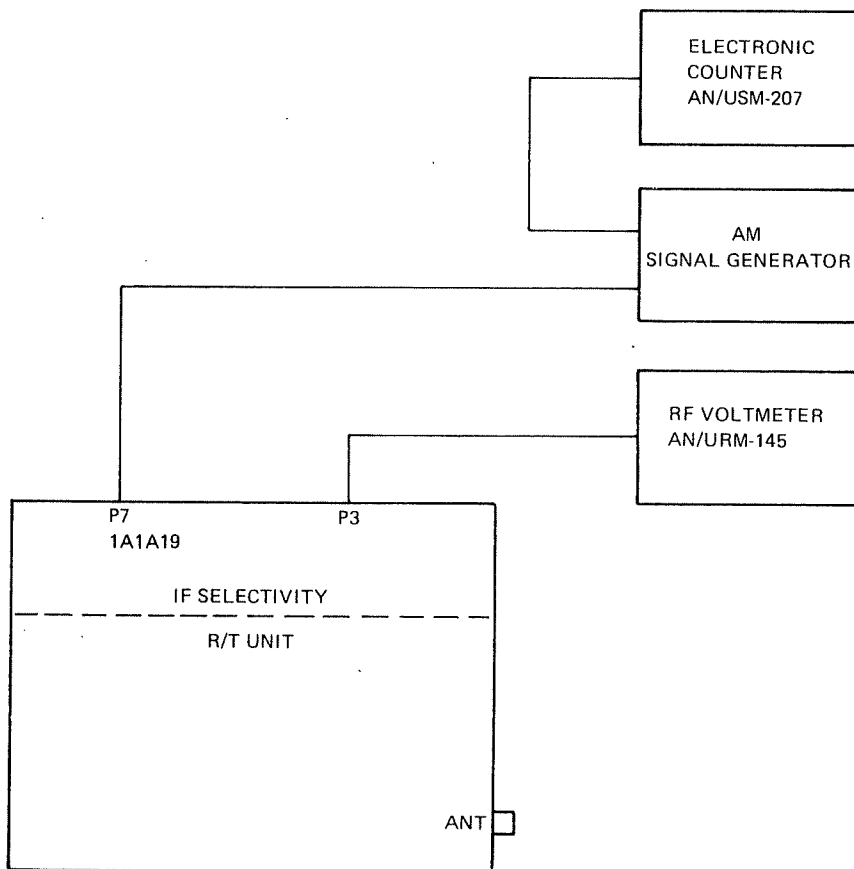 ELECTRONIC
COUNTER
AN/USM-207
AM
SIGNAL GENERATOR
RF VOLTMETER
AN/URM-145
P7
P3
1A1A19
IF SELECTIVITY
R/T UNIT
ANT